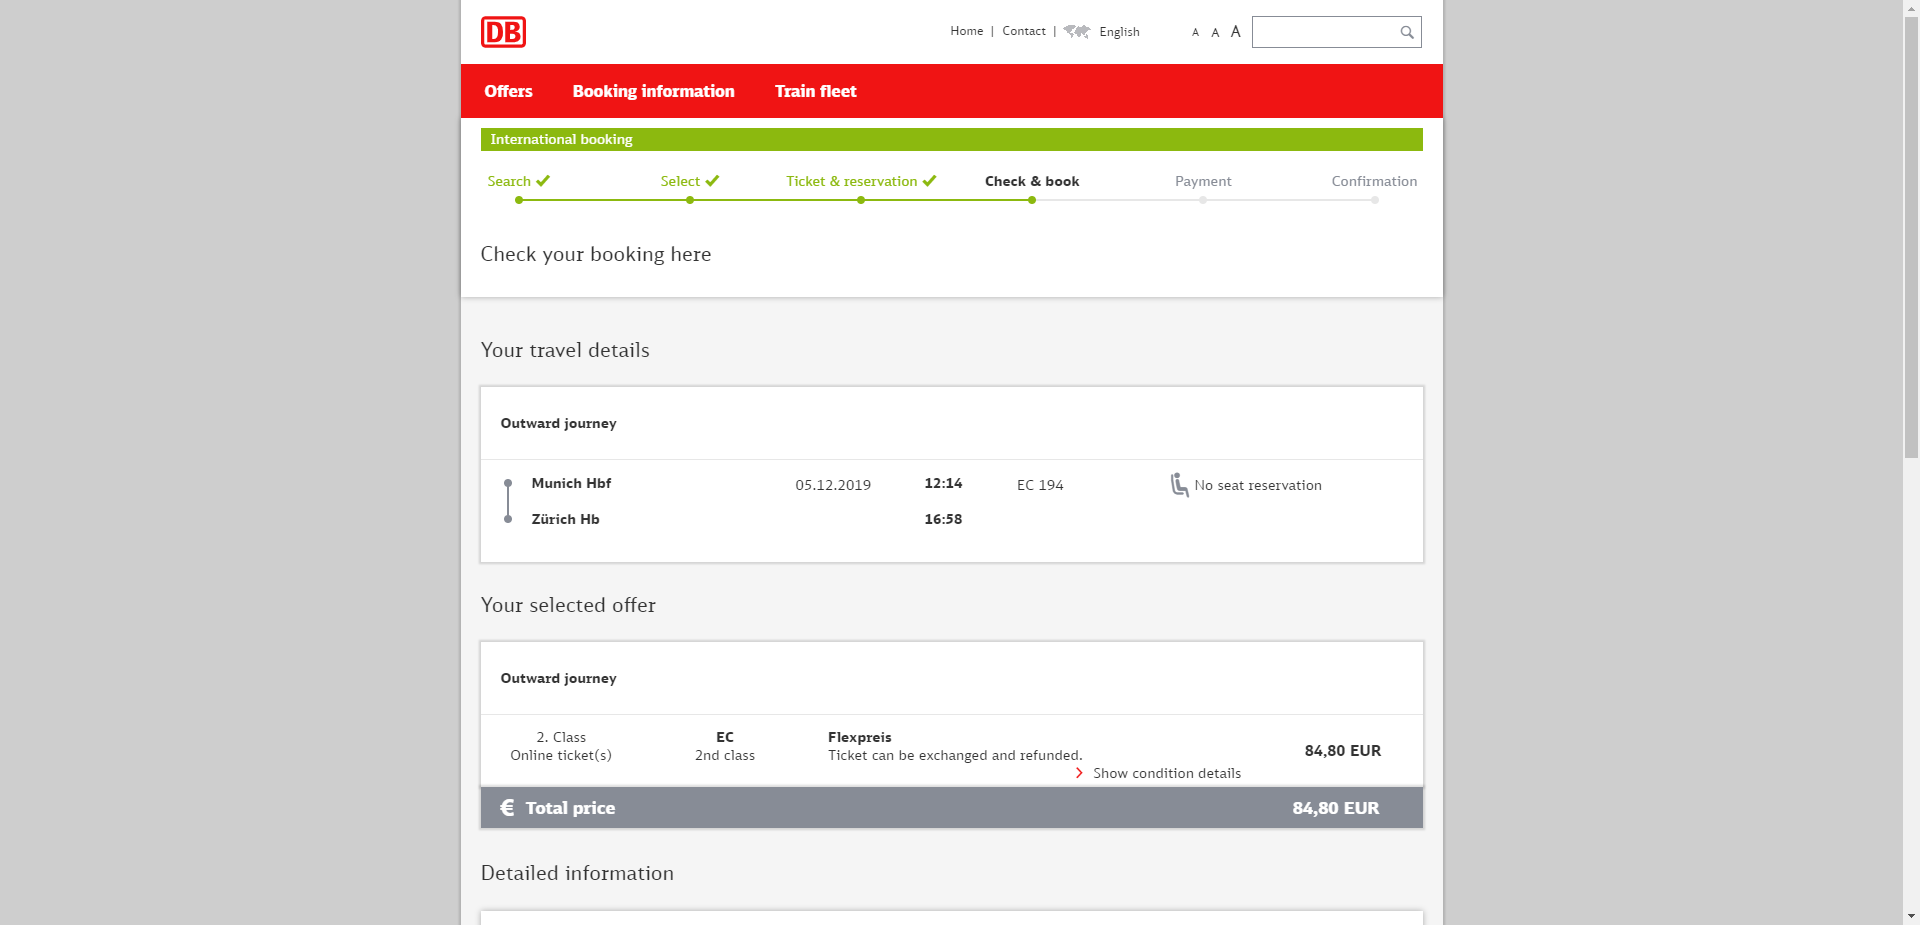 DB
Home | Contact | English A A A
Offers Booking information Train fleet
International booking
Search Select Ticket & reservation Check & book Payment Confirmation
Check your booking here
Your travel details
Outward journey
Munich Hbf 05.12.2019 12:14 EC 194 No seat reservation
Zürich Hb 16:58
Your selected offer
Outward journey
2. Class EC Flexpreis
Online ticket(s) 2nd class Ticket can be exchanged and refunded. 84,80 EUR
Show condition details
€ Total price 84,80 EUR
Detailed information